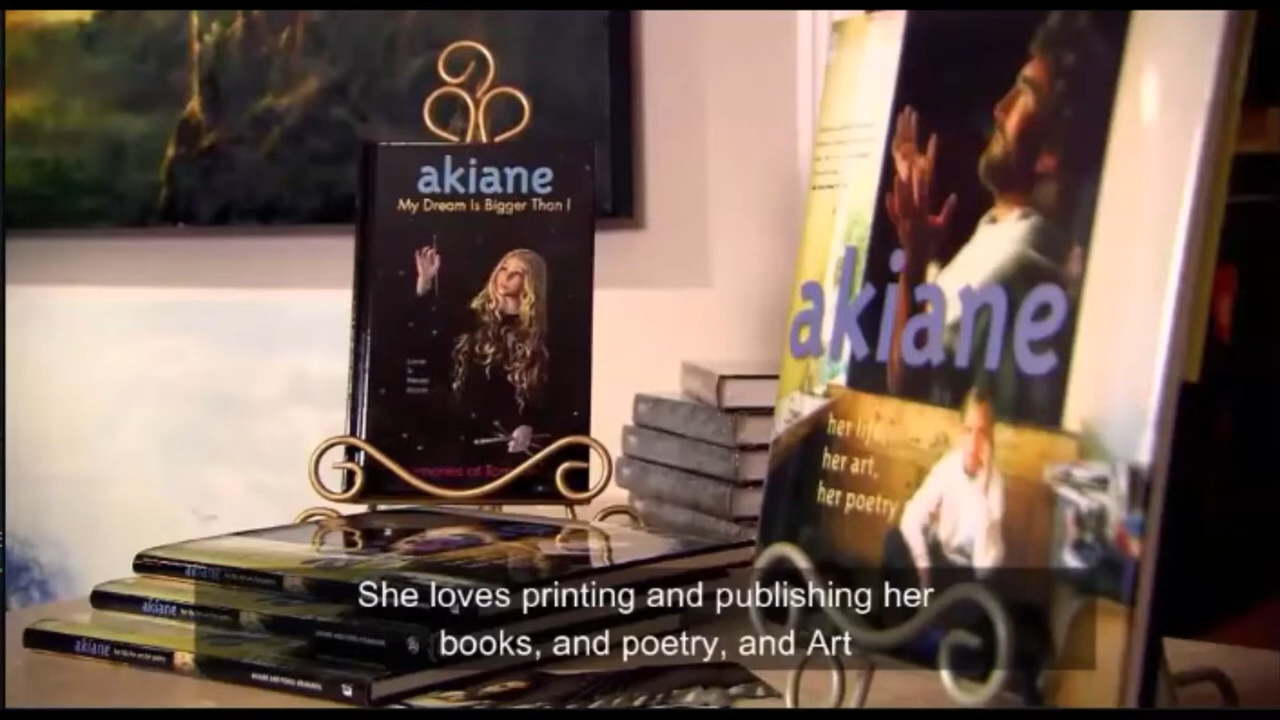 akiane
My Dream Is Bigger Than I
akiane
her life,
her art,
her poetry
akiane
akiane
akiane
She loves printing and publishing her
books, and poetry, and Art